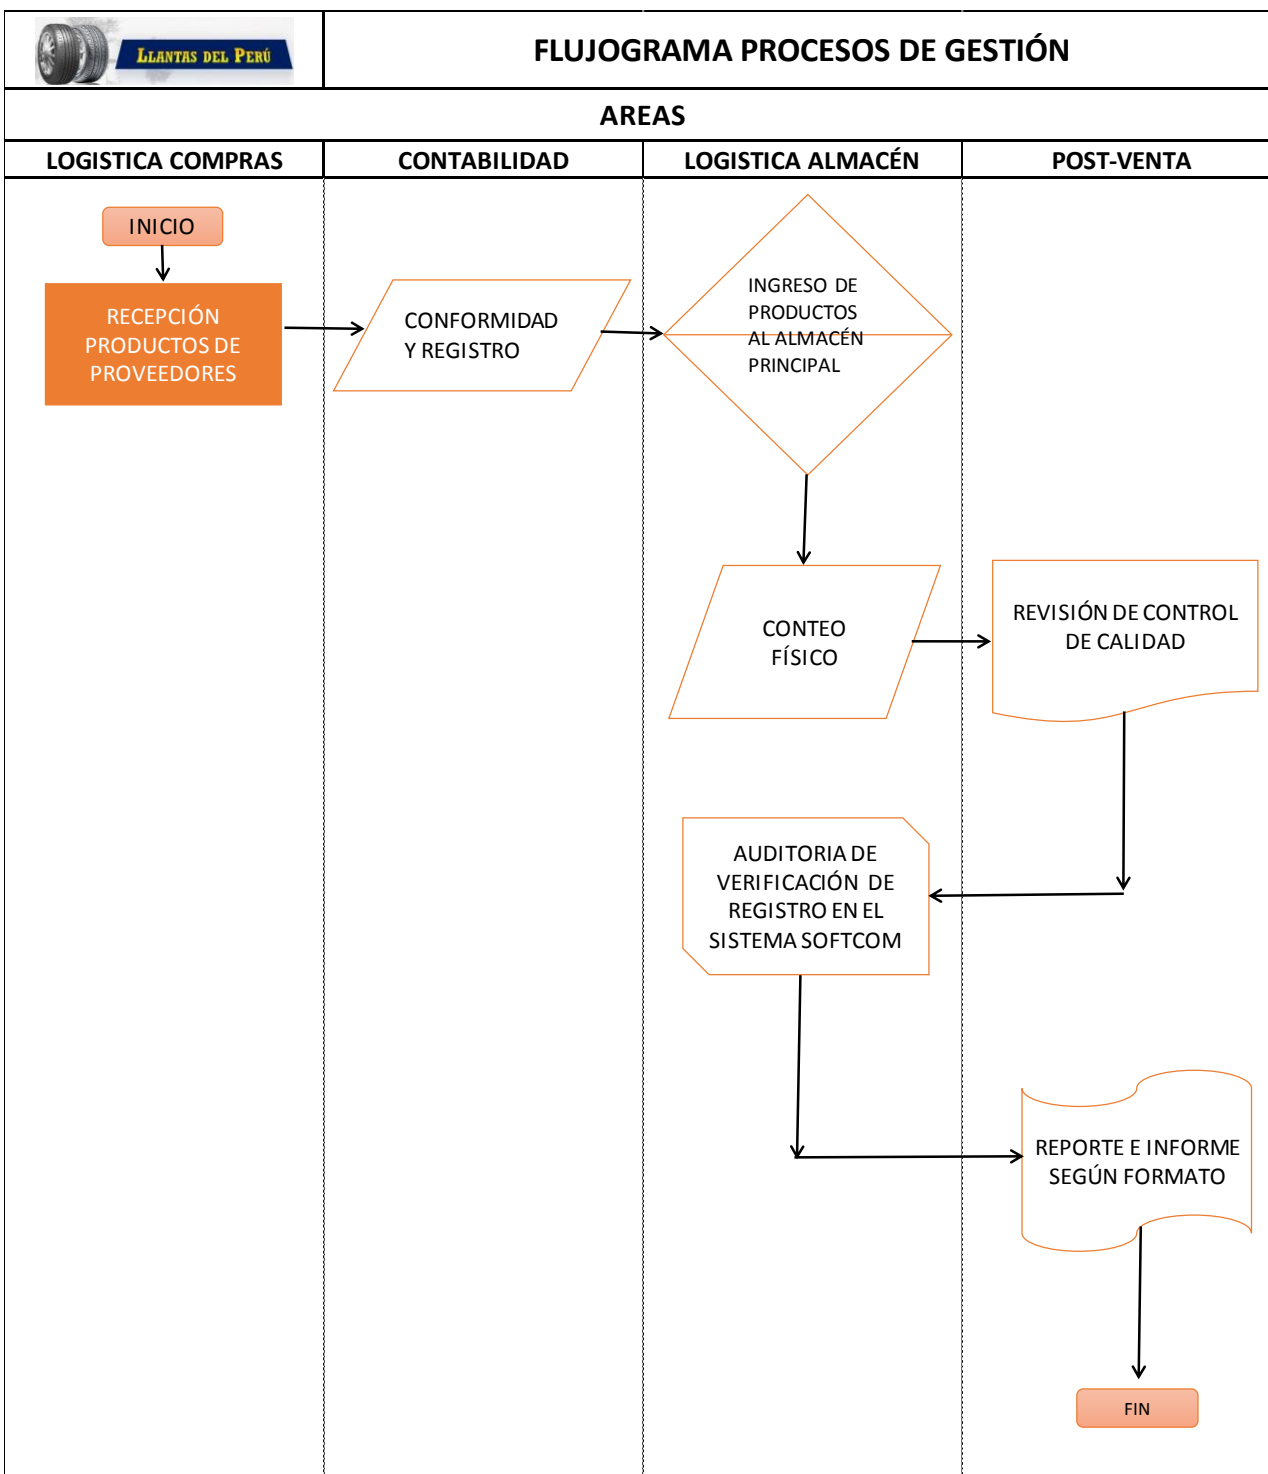 LLANTAS DEL PERÚ
FLUJOGRAMA PROCESOS DE GESTIÓN
AREAS
LOGISTICA COMPRAS
CONTABILIDAD
LOGISTICA ALMACÉN
POST-VENTA
INICIO
RECEPCIÓN
PRODUCTOS DE
PROVEEDORES
CONFORMIDAD
Y REGISTRO
INGRESO DE
PRODUCTOS
AL ALMACÉN
PRINCIPAL
CONTEO
FÍSICO
REVISIÓN DE CONTROL
DE CALIDAD
AUDITORIA DE
VERIFICACIÓN DE
REGISTRO EN EL
SISTEMA SOFTCOM
REPORTE E INFORME
SEGÚN FORMATO
FIN